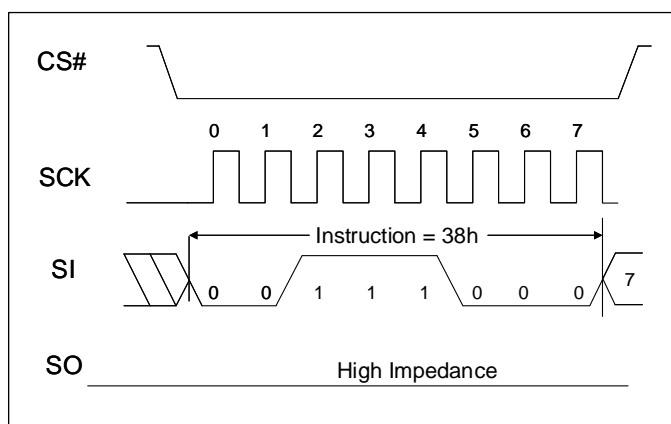 CS#
0 1 2 3 4 5 6 7
SCK
Instruction = 38h
SI
0 0 1 1 1 0 0 0 7
SO
High Impedance